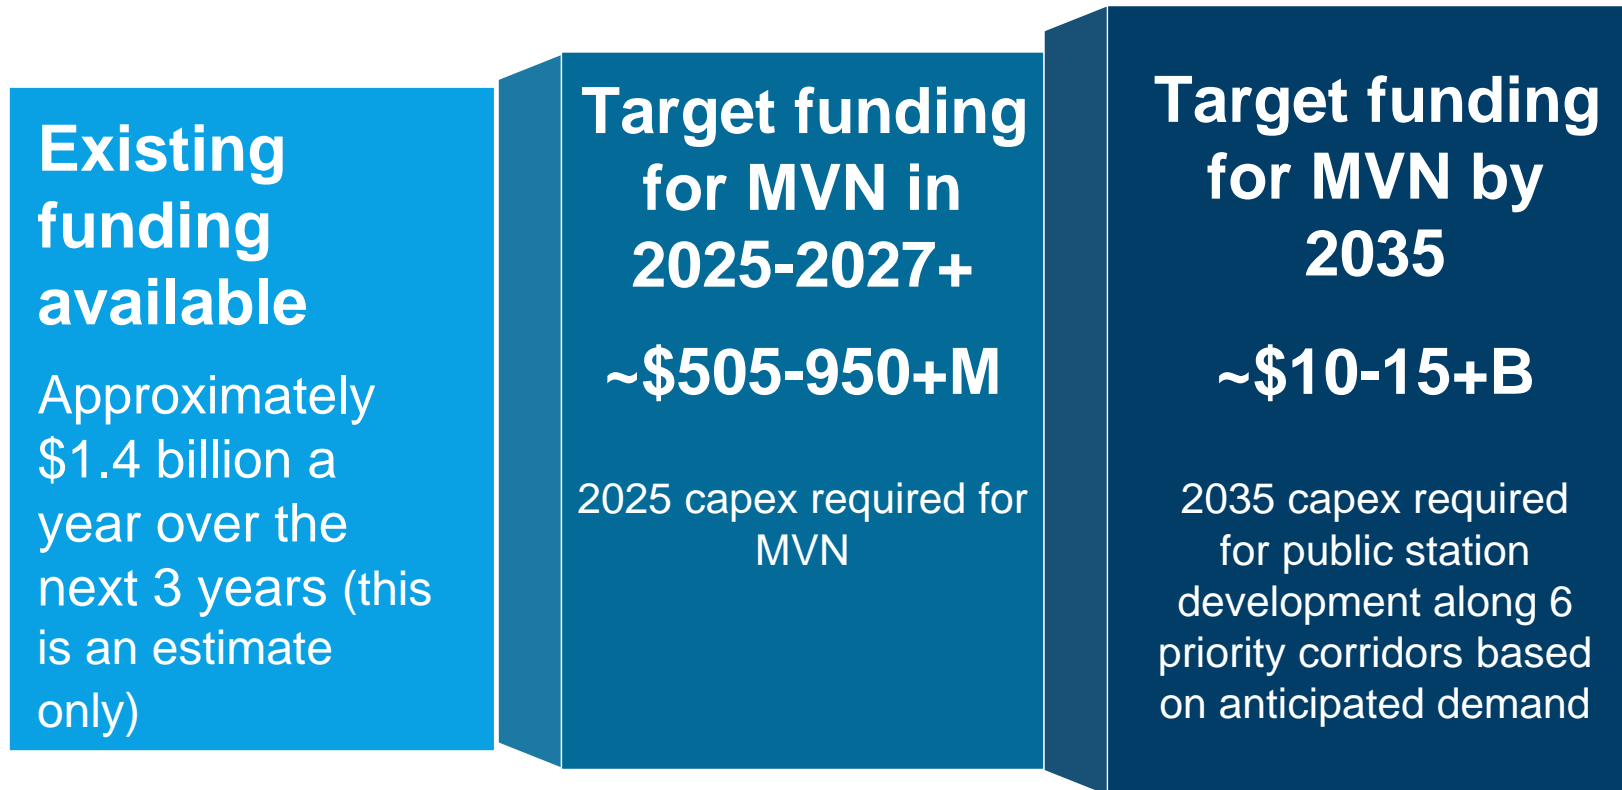 Existing
funding
available
Approximately
$1.4 billion a
year over the
next 3 years (this
is an estimate
only)
Target funding
for MVN in
2025-2027+
~$505-950+M
2025 capex required for
MVN
Target funding
for MVN by
2035
~$10-15+B
2035 capex required
for public station
development along 6
priority corridors based
on anticipated demand